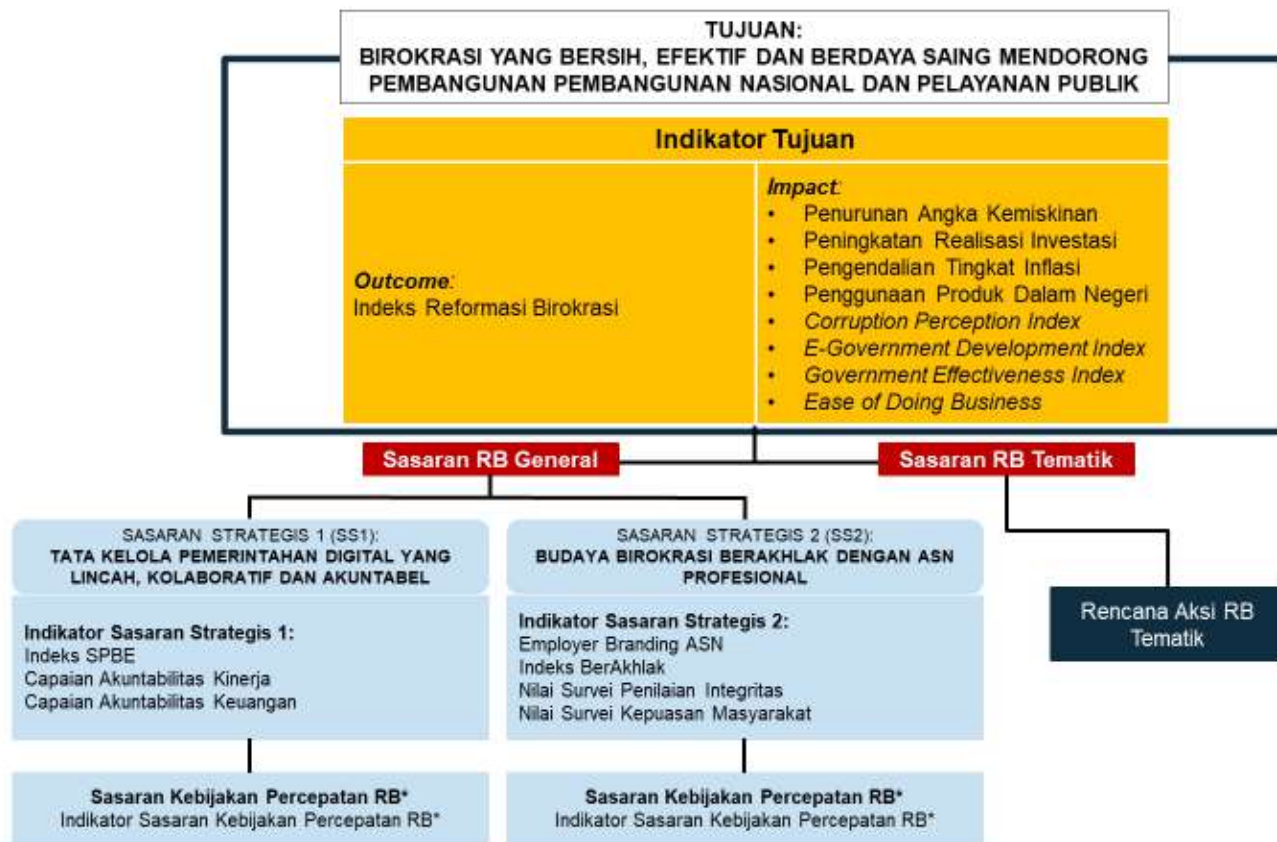 TUJUAN:
BIROKRASI YANG BERSIH, EFEKTIF DAN BERDAYA SAING MENDORONG
PEMBANGUNAN PEMBANGUNAN NASIONAL DAN PELAYANAN PUBLIK
Indikator Tujuan
Outcome:
Indeks Reformasi Birokrasi
Impact:
• Penurunan Angka Kemiskinan
• Peningkatan Realisasi Investasi
• Pengendalian Tingkat Inflasi
• Penggunaan Produk Dalam Negeri
• Corruption Perception Index
• E-Government Development Index
• Government Effectiveness Index
• Ease of Doing Business
Sasaran RB General
Sasaran RB Tematik
SASARAN STRATEGIS 1 (SS1):
TATA KELOLA PEMERINTAHAN DIGITAL YANG
LINCAH, KOLABORATIF DAN AKUNTABEL
Indikator Sasaran Strategis 1:
Indeks SPBE
Capaian Akuntabilitas Kinerja
Capaian Akuntabilitas Keuangan
Sasaran Kebijakan Percepatan RB*
Indikator Sasaran Kebijakan Percepatan RB*
SASARAN STRATEGIS 2 (SS2):
BUDAYA BIROKRASI BERAKHLAK DENGAN ASN
PROFESIONAL
Indikator Sasaran Strategis 2:
Employer Branding ASN
Indeks BerAkhlak
Nilai Survei Penilaian Integritas
Nilai Survei Kepuasan Masyarakat
Sasaran Kebijakan Percepatan RB*
Indikator Sasaran Kebijakan Percepatan RB*
Rencana Aksi RB
Tematik